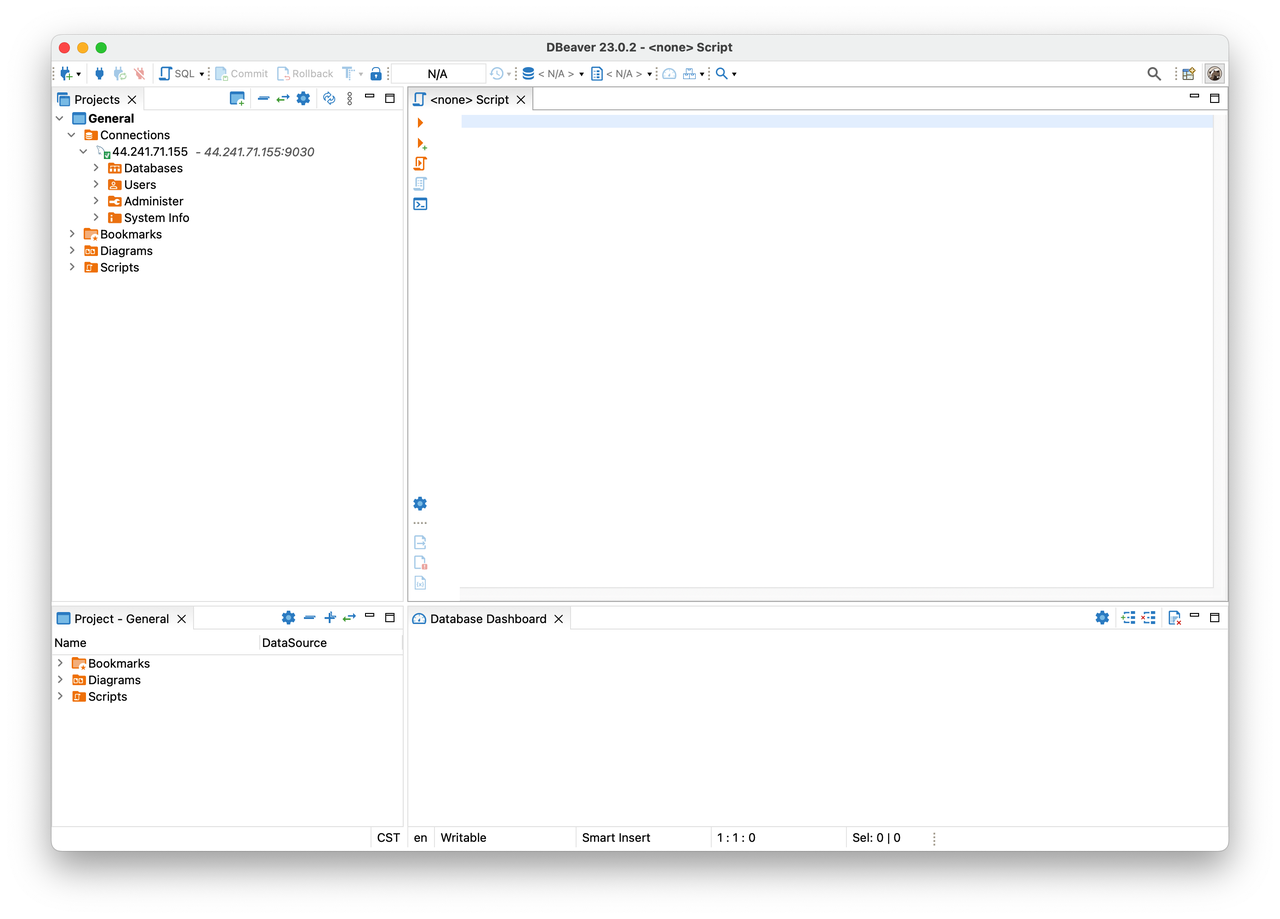 DBeaver 23.0.2 - <none> Script
SQL Commit Rollback N/A < N/A > < N/A >
Projects
General
Connections
44.241.71.155 - 44.241.71.155:9030
Databases
Users
Administer
System Info
Bookmarks
Diagrams
Scripts
<none> Script
Project - General
Name DataSource
Bookmarks
Diagrams
Scripts
Database Dashboard
CST en Writable Smart Insert 1 : 1 : 0 Sel: 0 | 0